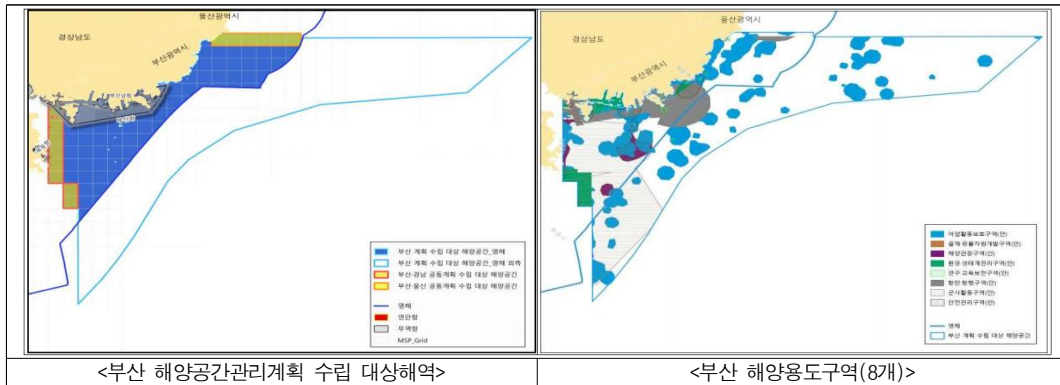 울산광역시
경상남도
부산광역시
부산 계획 수립 대상 해양공간_영해
부산 계획 수립 대상 해양공간_영해 외측
부산·경남 공동계획 수립 대상 해양공간
부산·울산 공동계획 수립 대상 해양공간
영해
연안항
무역항
MSP_Grid
<부산 해양공간관리계획 수립 대상해역>
울산광역시
경상남도
부산광역시
어업활동보호구역(안)
골재·광물자원개발구역(안)
해양관광구역(안)
환경·생태계관리구역(안)
연구·교육보전구역(안)
항만·항행구역(안)
군사활동구역(안)
안전관리구역(안)
영해
부산 계획 수립 대상 해양공간
<부산 해양용도구역(8개)>